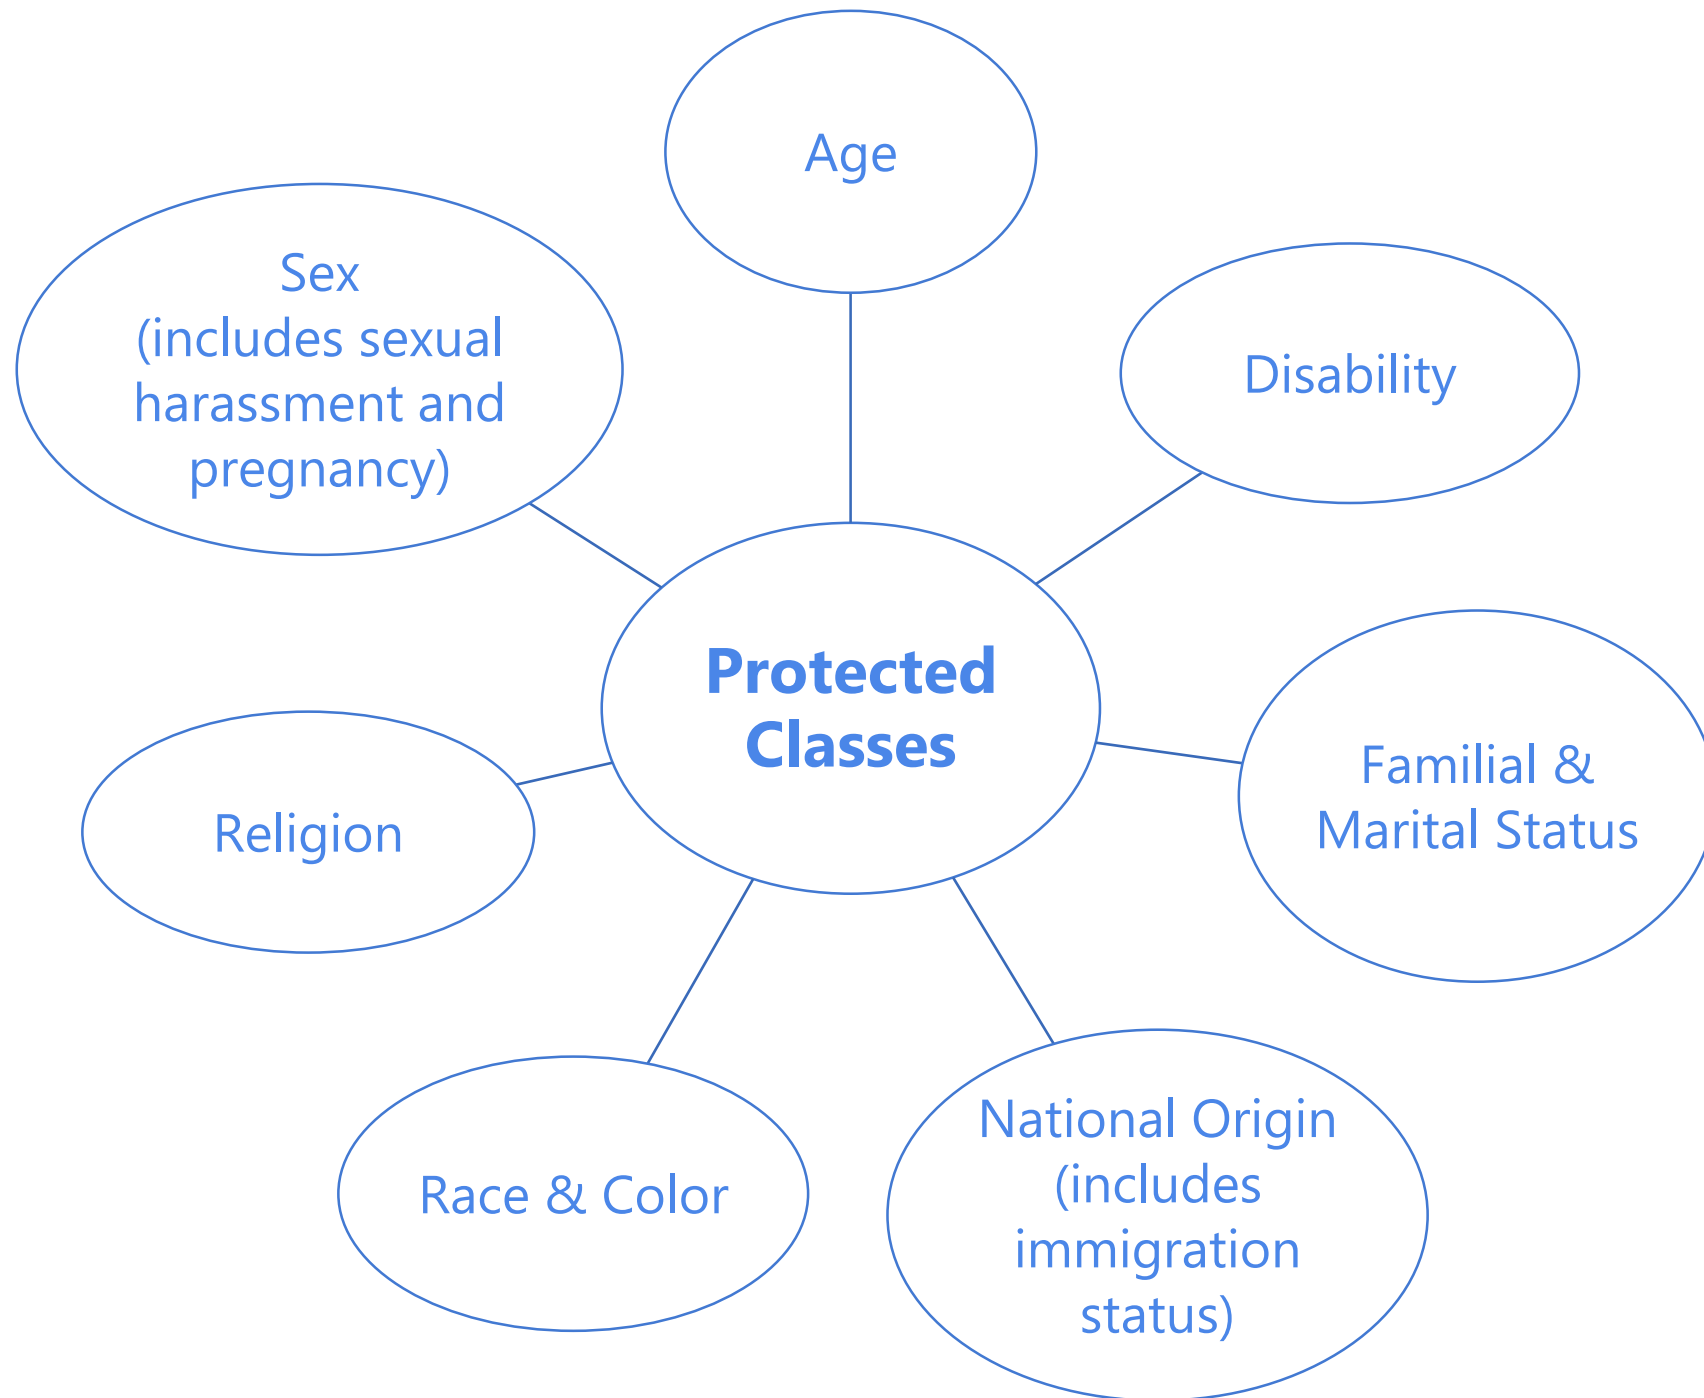 Age
Sex
(includes sexual
harassment and
pregnancy)
Disability
Protected
Classes
Familial &
Marital Status
Religion
National Origin
(includes
immigration
status)
Race & Color